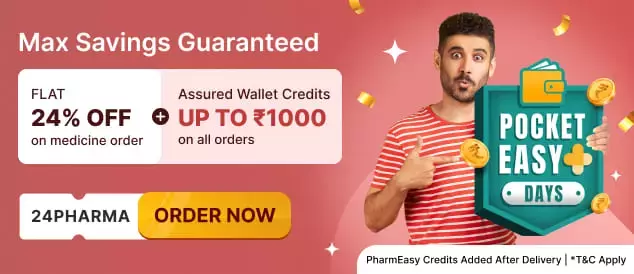 Max Savings Guaranteed
FLAT
24% OFF
on medicine order
+
Assured Wallet Credits
UP TO ₹1000
on all orders
24PHARMA
ORDER NOW
POCKET
EASY
DAYS
PharmEasy Credits Added After Delivery | *T&C Apply